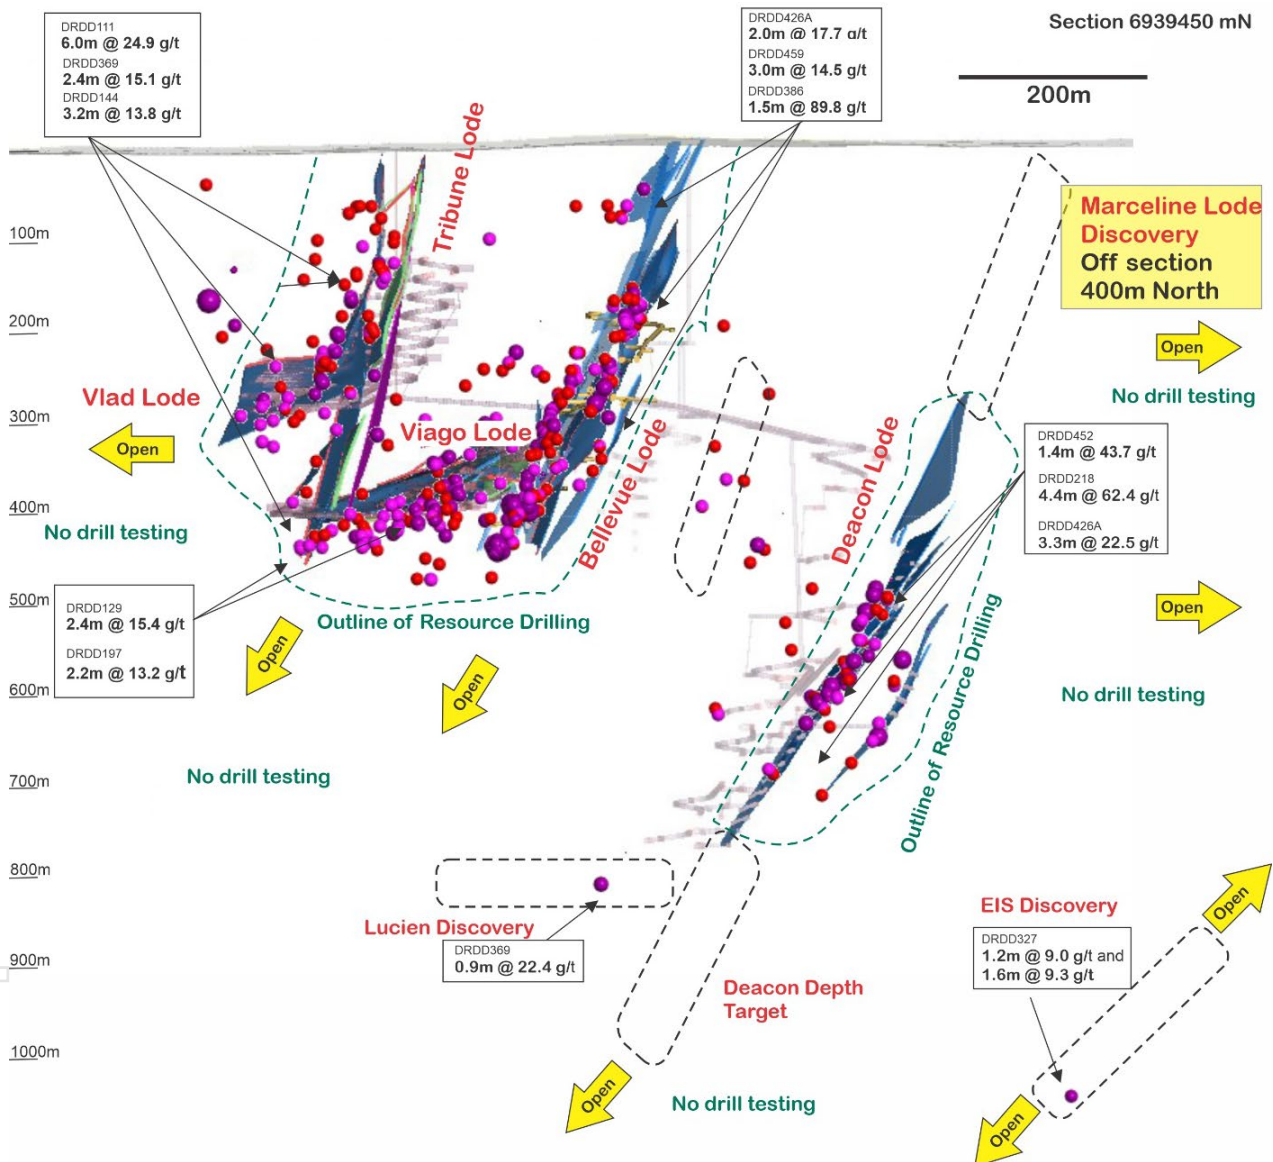 DRDD111
6.0m @ 24.9 g/t
DRDD369
2.4m @ 15.1 g/t
DRDD144
3.2m @ 13.8 g/t
DRDD426A
2.0m @ 17.7 g/t
DRDD459
3.0m @ 14.5 g/t
DRDD386
1.5m @ 89.8 g/t
Section 6939450 mN
200m
Tribune Lode
Marceline Lode
Discovery
Off section
400m North
100m
200m
300m
400m
500m
600m
700m
800m
900m
1000m
Open
No drill testing
Vlad Lode
Open
Viago Lode
Bellevue Lode
Deacon Lode
DRDD452
1.4m @ 43.7 g/t
DRDD218
4.4m @ 62.4 g/t
DRDD426A
3.3m @ 22.5 g/t
No drill testing
DRDD129
2.4m @ 15.4 g/t
DRDD197
2.2m @ 13.2 g/t
Outline of Resource Drilling
Open
Open
Open
No drill testing
No drill testing
Outline of Resource Drilling
Lucien Discovery
DRDD369
0.9m @ 22.4 g/t
Deacon Depth
Target
EIS Discovery
DRDD327
1.2m @ 9.0 g/t and
1.6m @ 9.3 g/t
Open
Open
No drill testing
Open